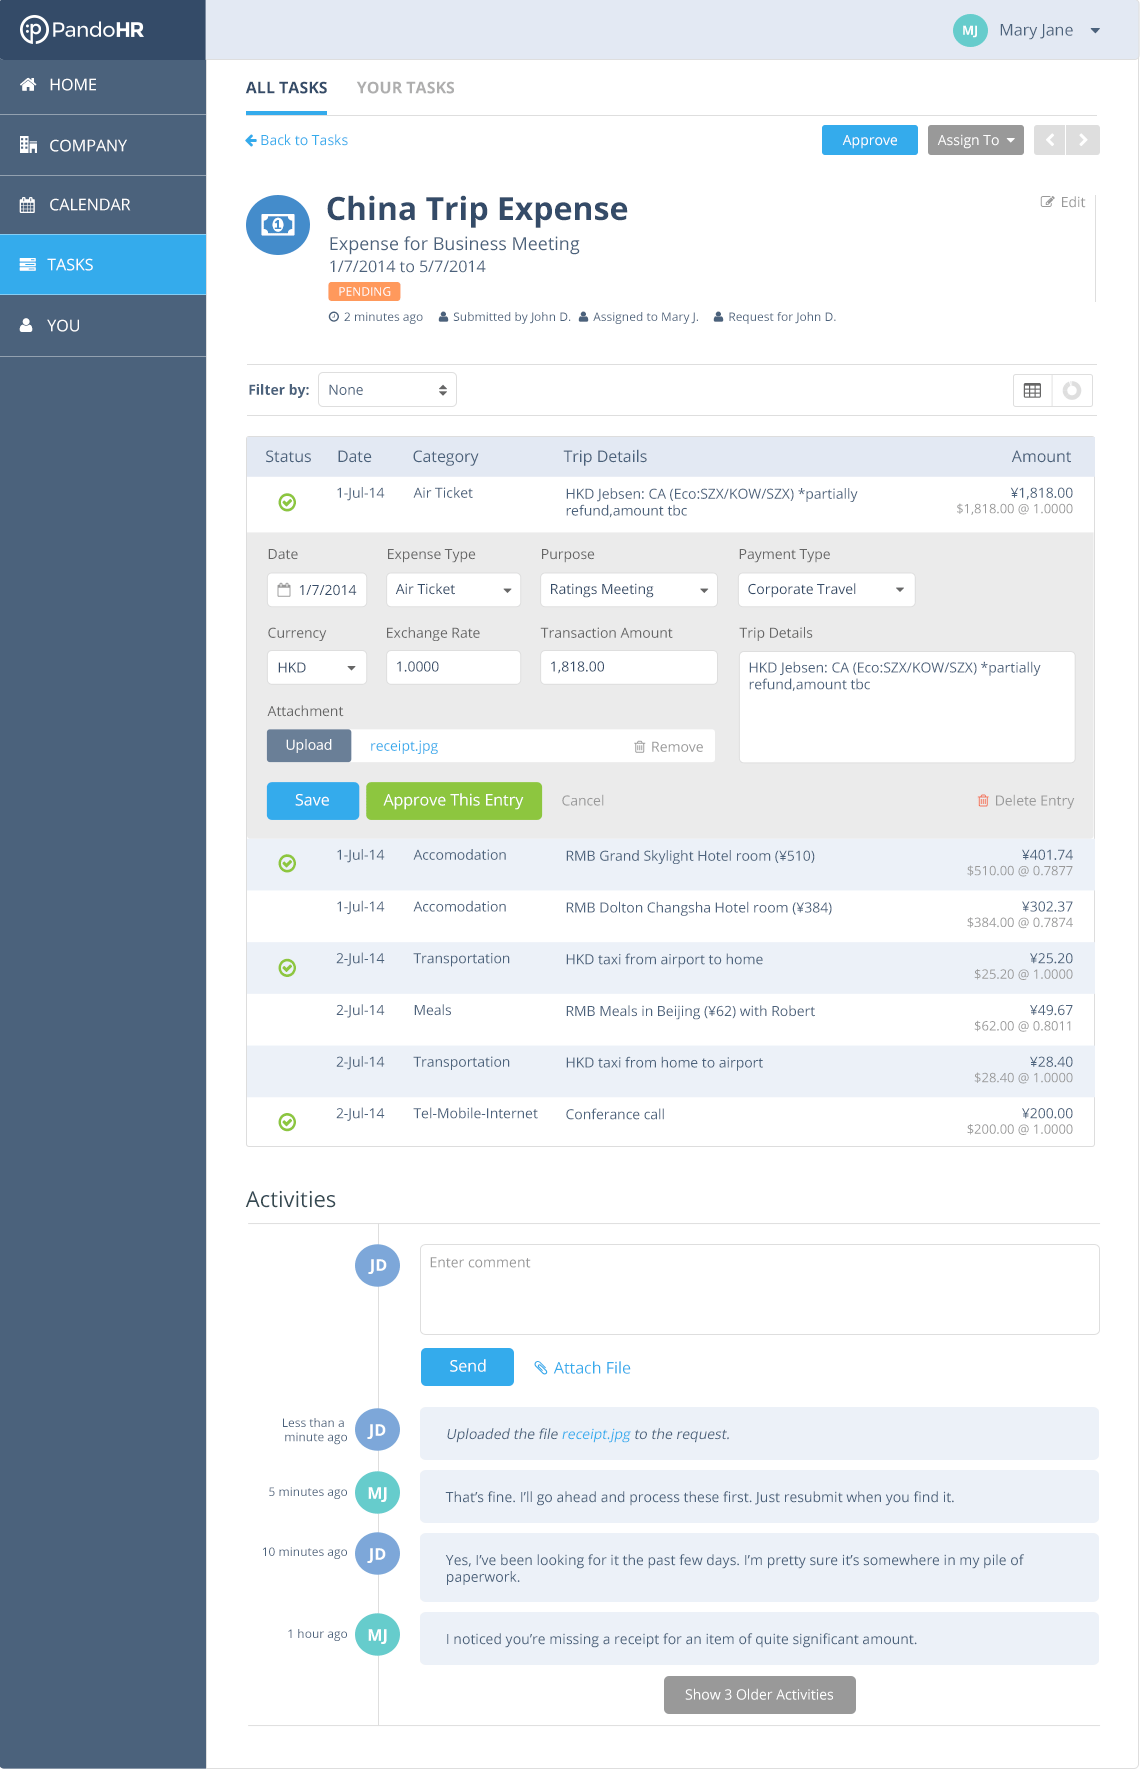 PandoHR
MJ Mary Jane
HOME
COMPANY
CALENDAR
TASKS
YOU
ALL TASKS YOUR TASKS
Back to Tasks
Approve Assign To
China Trip Expense
Edit
Expense for Business Meeting
1/7/2014 to 5/7/2014
PENDING
2 minutes ago Submitted by John D. Assigned to Mary J. Request for John D.
Filter by: None
Status Date Category Trip Details Amount
1-Jul-14 Air Ticket HKD Jebsen: CA (Eco:SZX/KOW/SZX) *partially ¥1,818.00
refund,amount tbc $1,818.00 @ 1.0000
Date Expense Type Purpose Payment Type
1/7/2014 Air Ticket Ratings Meeting Corporate Travel
Currency Exchange Rate Transaction Amount Trip Details
HKD 1.0000 1,818.00 HKD Jebsen: CA (Eco:SZX/KOW/SZX) *partially
refund,amount tbc
Attachment
Upload receipt.jpg Remove
Save Approve This Entry Cancel Delete Entry
1-Jul-14 Accomodation RMB Grand Skylight Hotel room (¥510) ¥401.74
$510.00 @ 0.7877
1-Jul-14 Accomodation RMB Dolton Changsha Hotel room (¥384) ¥302.37
$384.00 @ 0.7874
2-Jul-14 Transportation HKD taxi from airport to home ¥25.20
$25.20 @ 1.0000
2-Jul-14 Meals RMB Meals in Beijing (¥62) with Robert ¥49.67
$62.00 @ 0.8011
2-Jul-14 Transportation HKD taxi from home to airport ¥28.40
$28.40 @ 1.0000
2-Jul-14 Tel-Mobile-Internet Conferance call ¥200.00
$200.00 @ 1.0000
Activities
JD Enter comment
Send Attach File
Less than a
minute ago JD Uploaded the file receipt.jpg to the request.
5 minutes ago MJ That's fine. I'll go ahead and process these first. Just resubmit when you find it.
10 minutes ago JD Yes, I've been looking for it the past few days. I'm pretty sure it's somewhere in my pile of
paperwork.
1 hour ago MJ I noticed you're missing a receipt for an item of quite significant amount.
Show 3 Older Activities